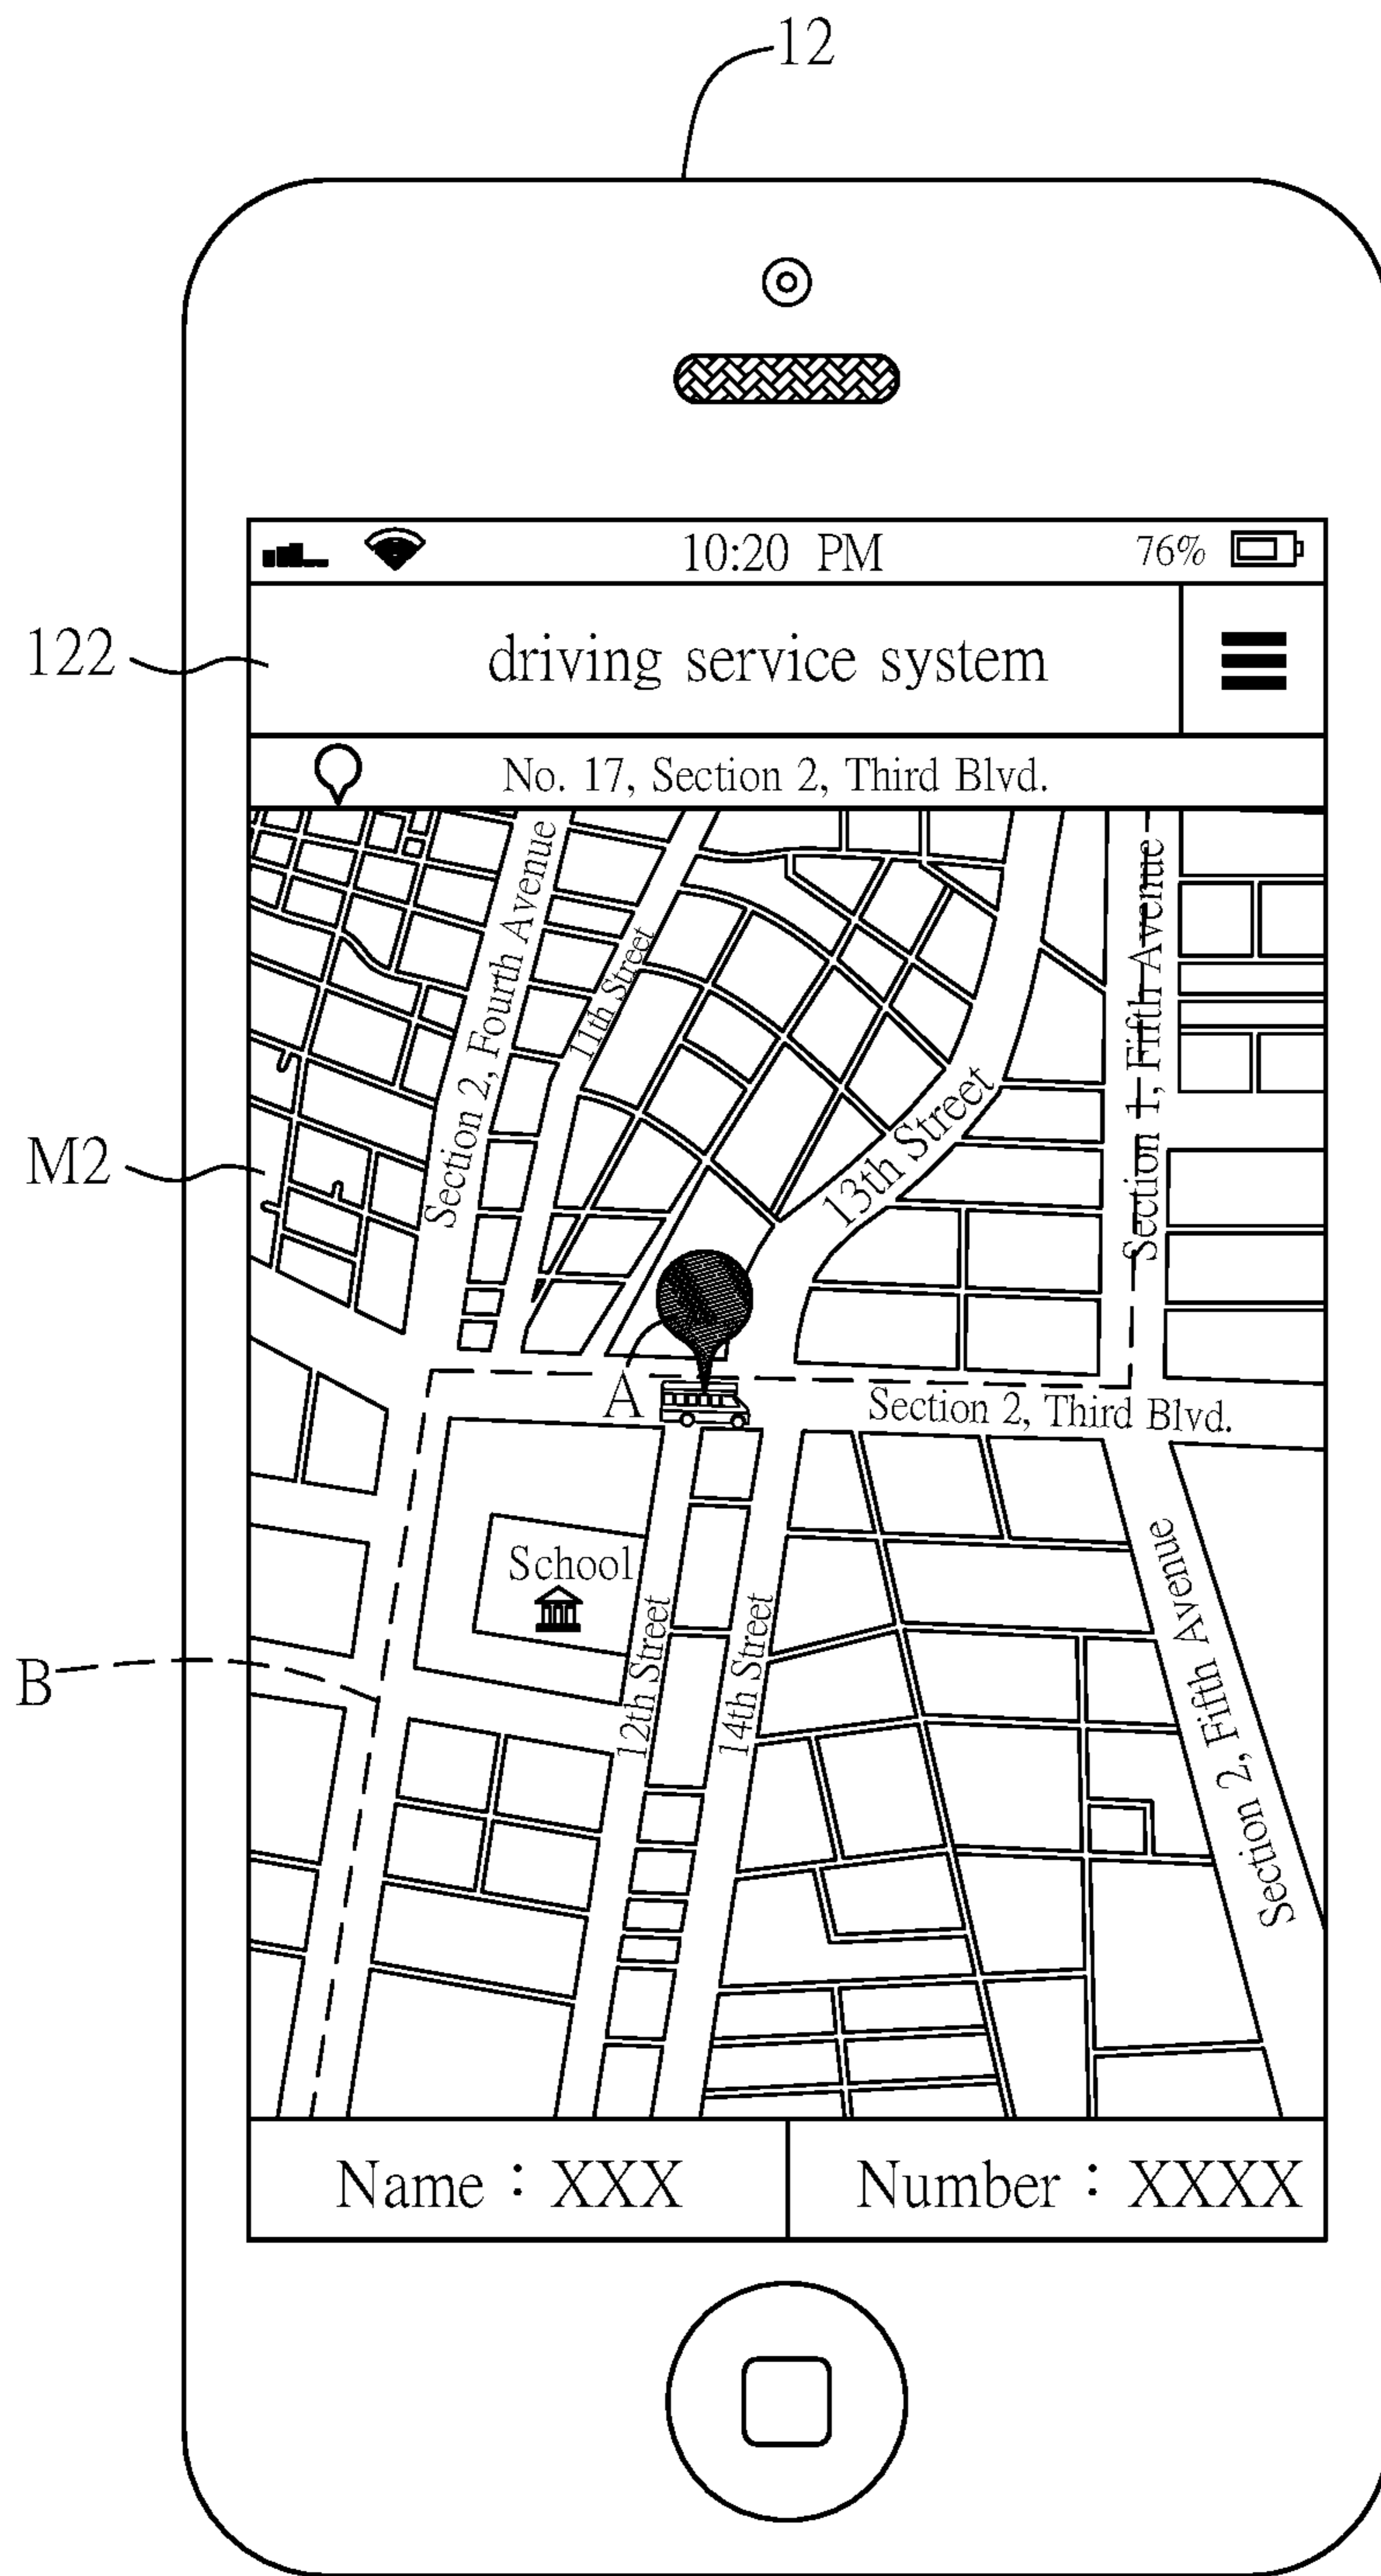 12
10:20 PM
76%
122
driving service system
No. 17, Section 2, Third Blvd.
Section 2, Fourth Avenue
11th Street
13th Street
Section 1, Fifth Avenue
M2
A
Section 2, Third Blvd.
School
12th Street
14th Street
Section 2, Fifth Avenue
B
Name : XXX
Number : XXXX